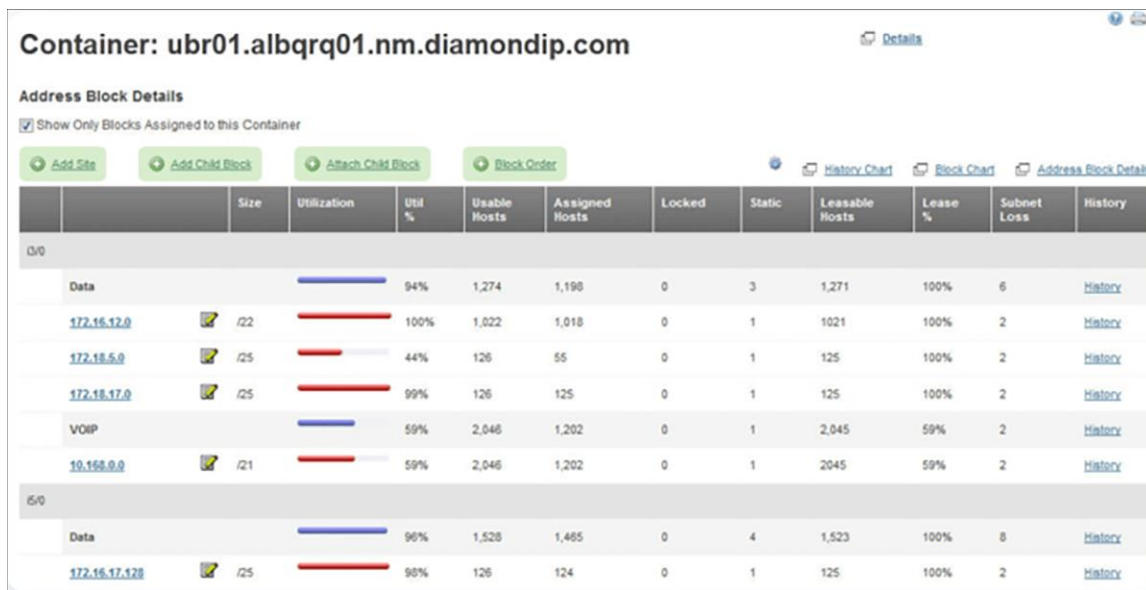 Container: ubr01.albqrq01.nm.diamondip.com
Details
Address Block Details
Show Only Blocks Assigned to this Container
Add Site Add Child Block Attach Child Block Block Order History Chart Block Chart Address Block Detail
Size Utilization Util % Usable Hosts Assigned Hosts Locked Static Leasable Hosts Lease % Subnet Loss History
i3/0
Data 94% 1,274 1,198 0 3 1,271 100% 6 History
172.16.12.0 /22 100% 1,022 1,018 0 1 1021 100% 2 History
172.18.5.0 /25 44% 126 55 0 1 125 100% 2 History
172.18.17.0 /25 99% 126 125 0 1 125 100% 2 History
VOIP 59% 2,046 1,202 0 1 2,045 59% 2 History
10.168.0.0 /21 59% 2,046 1,202 0 1 2045 59% 2 History
i5/0
Data 96% 1,528 1,465 0 4 1,523 100% 8 History
172.16.17.128 /25 98% 126 124 0 1 125 100% 2 History